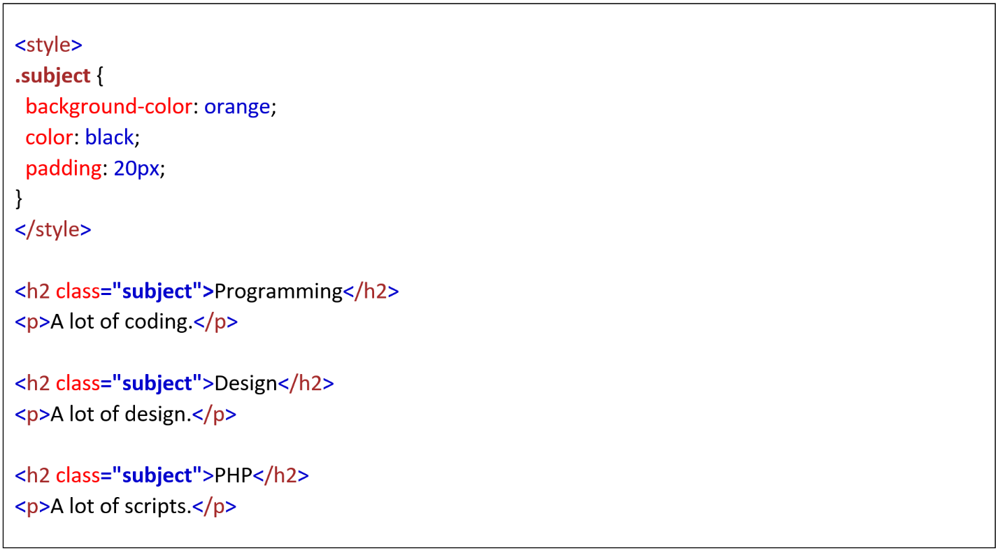 <style>
.subject {
  background-color: orange;
  color: black;
  padding: 20px;
}
</style>

<h2 class="subject">Programming</h2>
<p>A lot of coding.</p>

<h2 class="subject">Design</h2>
<p>A lot of design.</p>

<h2 class="subject">PHP</h2>
<p>A lot of scripts.</p>